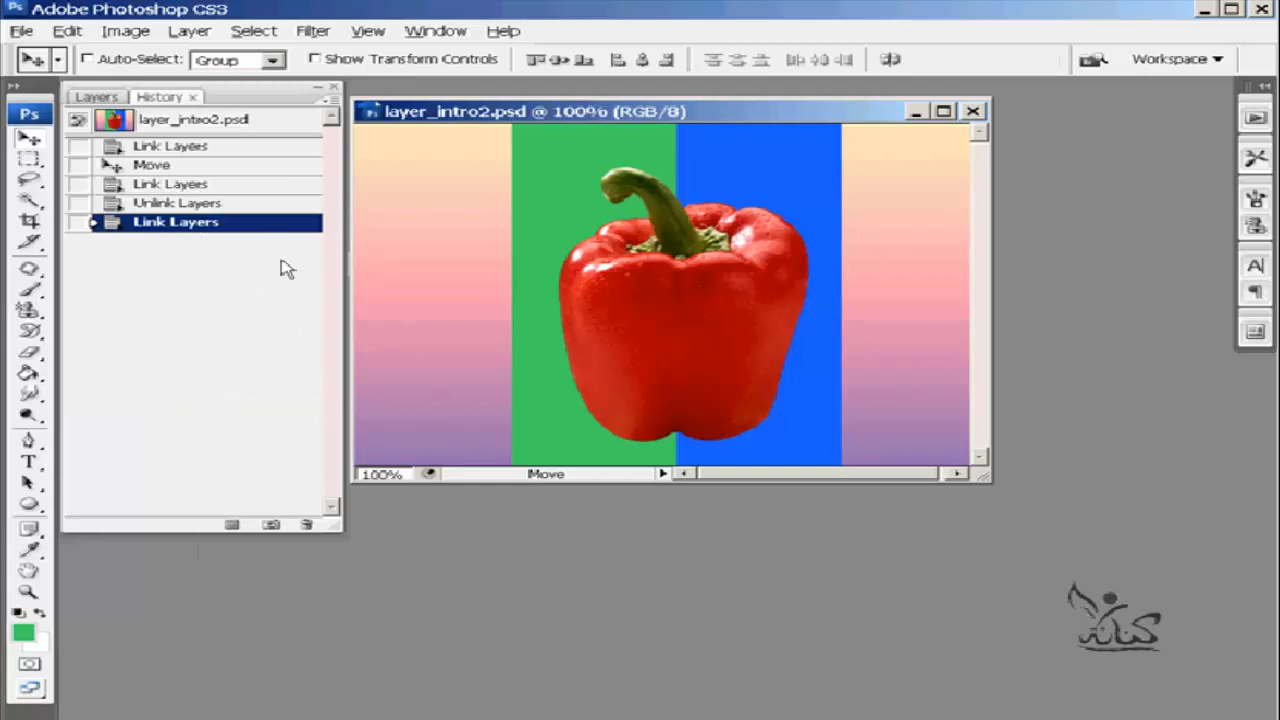 Adobe Photoshop CS3
File Edit Image Layer Select Filter View Window Help
Auto-Select: Group Show Transform Controls Workspace
Layers History x
layer_intro2.psd
Link Layers
Move
Link Layers
Unlink Layers
Link Layers
layer_intro2.psd @ 100% (RGB/8)
100% Move
Ps
T
A
كنانة